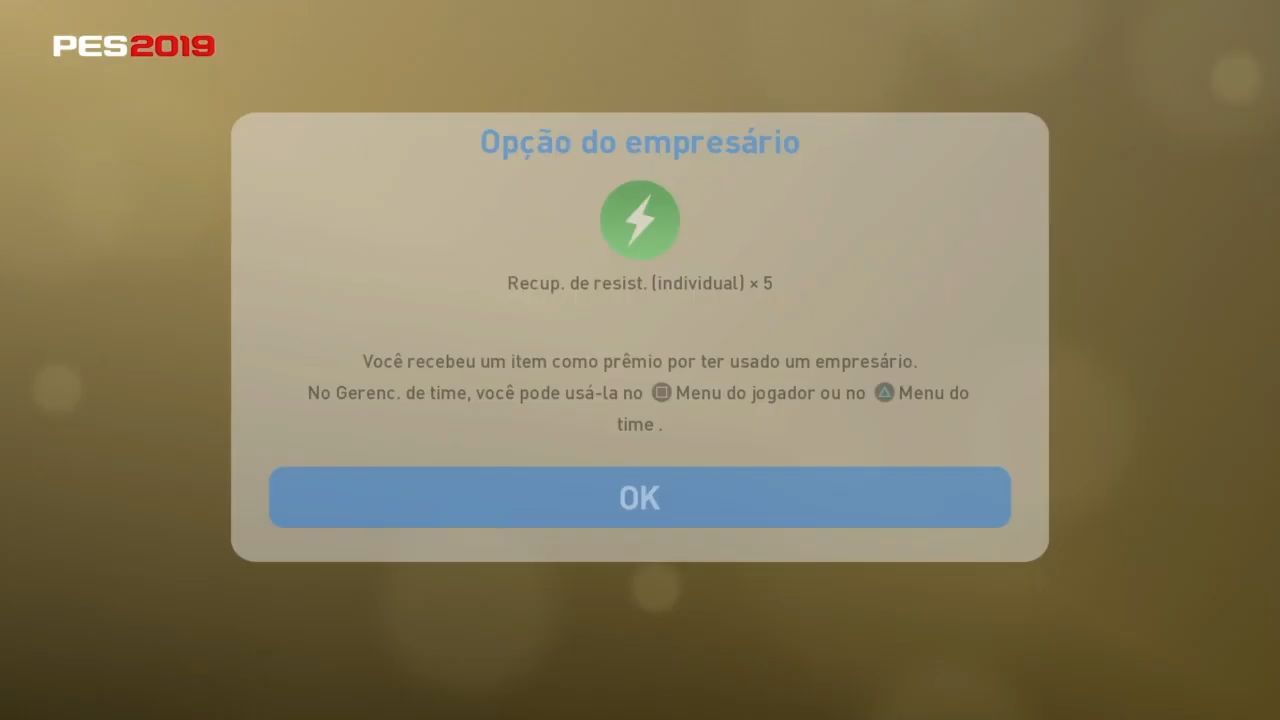 PES2019
Opção do empresário
Recup. de resist. (individual) × 5
Você recebeu um item como prêmio por ter usado um empresário.
No Gerenc. de time, você pode usá-la no Menu do jogador ou no Menu do
time .
OK